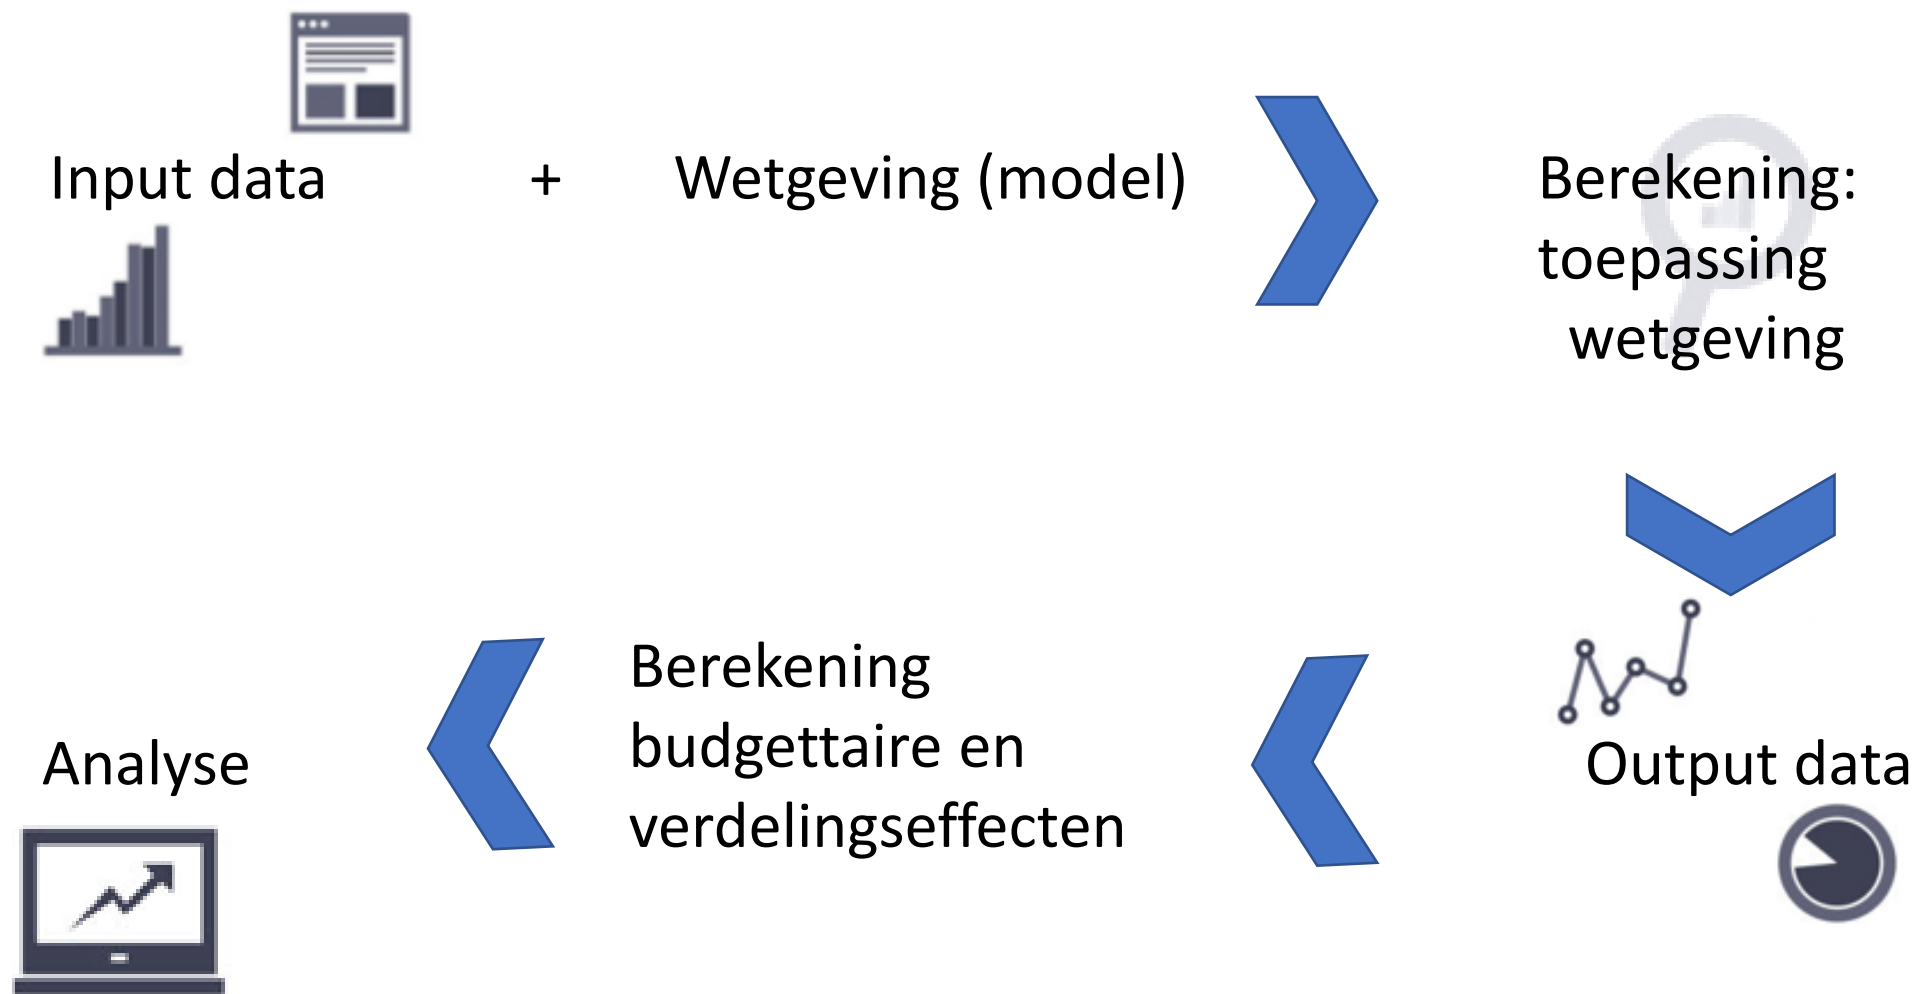 Input data + Wetgeving (model)
Berekening:
toepassing
wetgeving
Output data
Berekening
budgettaire en
verdelingseffecten
Analyse